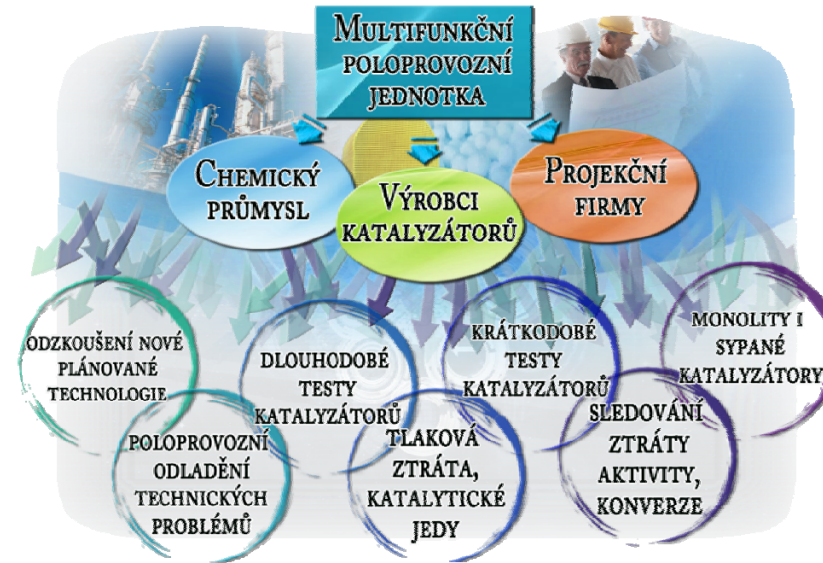 Multifunkční
poloprovozní
jednotka
Chemický
průmysl
Výrobci
katalyzátorů
Projekční
firmy
odzkoušení nové
plánované
technologie
dlouhodobé
testy
katalyzátorů
krátkodobé
testy
katalyzátorů
monolity i
sypané
katalyzátory
poloprovozní
odladění
technických
problémů
tlaková
ztráta,
katalytické
jedy
sledování
ztráty
aktivity,
konverze